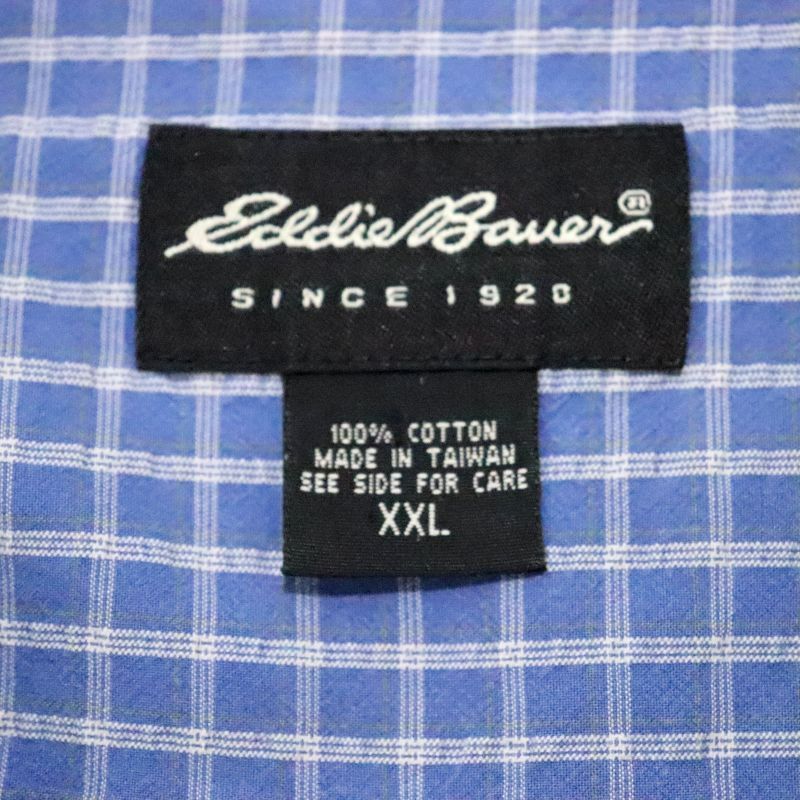 Eddie Bauer®
SINCE 1920
100% COTTON
MADE IN TAIWAN
SEE SIDE FOR CARE
XXL